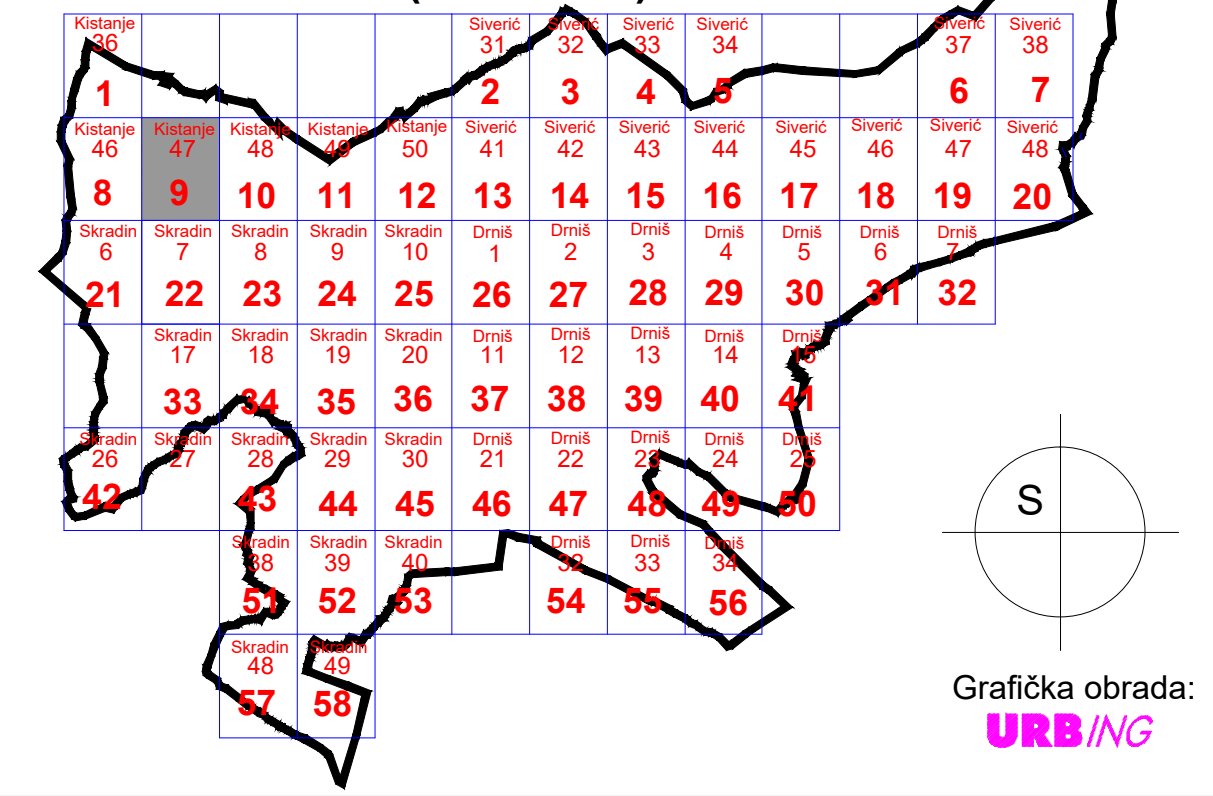 Kistanje
36
1
Siverić
31
2
Siverić
32
3
Siverić
33
4
Siverić
34
5
Siverić
37
6
Siverić
38
7
Kistanje
46
8
Kistanje
47
9
Kistanje
48
10
Kistanje
49
11
Kistanje
50
12
Siverić
41
13
Siverić
42
14
Siverić
43
15
Siverić
44
16
Siverić
45
17
Siverić
46
18
Siverić
47
19
Siverić
48
20
Skradin
6
21
Skradin
7
22
Skradin
8
23
Skradin
9
24
Skradin
10
25
Drniš
1
26
Drniš
2
27
Drniš
3
28
Drniš
4
29
Drniš
5
30
Drniš
6
31
Drniš
7
32
Skradin
17
33
Skradin
18
34
Skradin
19
35
Skradin
20
36
Drniš
11
37
Drniš
12
38
Drniš
13
39
Drniš
14
40
Drniš
15
41
Skradin
26
42
Skradin
27
Skradin
28
43
Skradin
29
44
Skradin
30
45
Drniš
21
46
Drniš
22
47
Drniš
23
48
Drniš
24
49
Drniš
25
50
Skradin
38
51
Skradin
39
52
Skradin
40
53
Drniš
32
54
Drniš
33
55
Drniš
34
56
Skradin
48
57
Skradin
49
58
S
Grafička obrada:
URBING